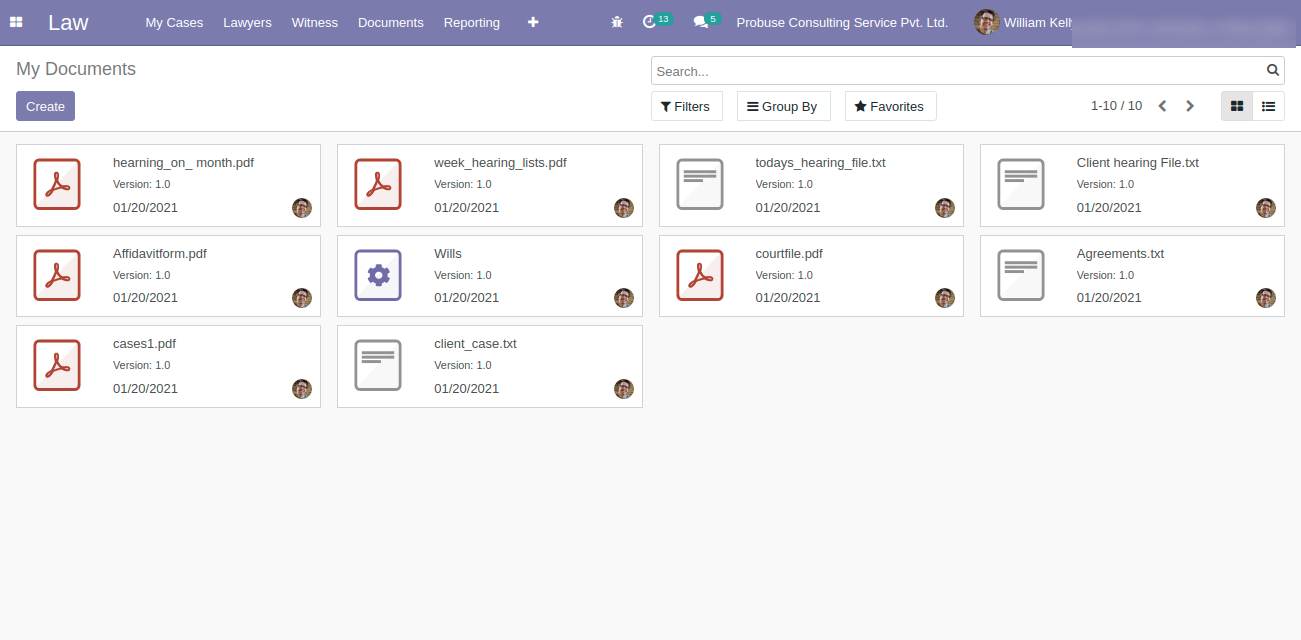 Law My Cases Lawyers Witness Documents Reporting 13 5 Probuse Consulting Service Pvt. Ltd. William Kelly
My Documents
Search...
Create
Filters Group By Favorites 1-10 / 10
hearning_on_ month.pdf
Version: 1.0
01/20/2021
week_hearing_lists.pdf
Version: 1.0
01/20/2021
todays_hearing_file.txt
Version: 1.0
01/20/2021
Client hearing File.txt
Version: 1.0
01/20/2021
Affidavitform.pdf
Version: 1.0
01/20/2021
Wills
Version: 1.0
01/20/2021
courtfile.pdf
Version: 1.0
01/20/2021
Agreements.txt
Version: 1.0
01/20/2021
cases1.pdf
Version: 1.0
01/20/2021
client_case.txt
Version: 1.0
01/20/2021